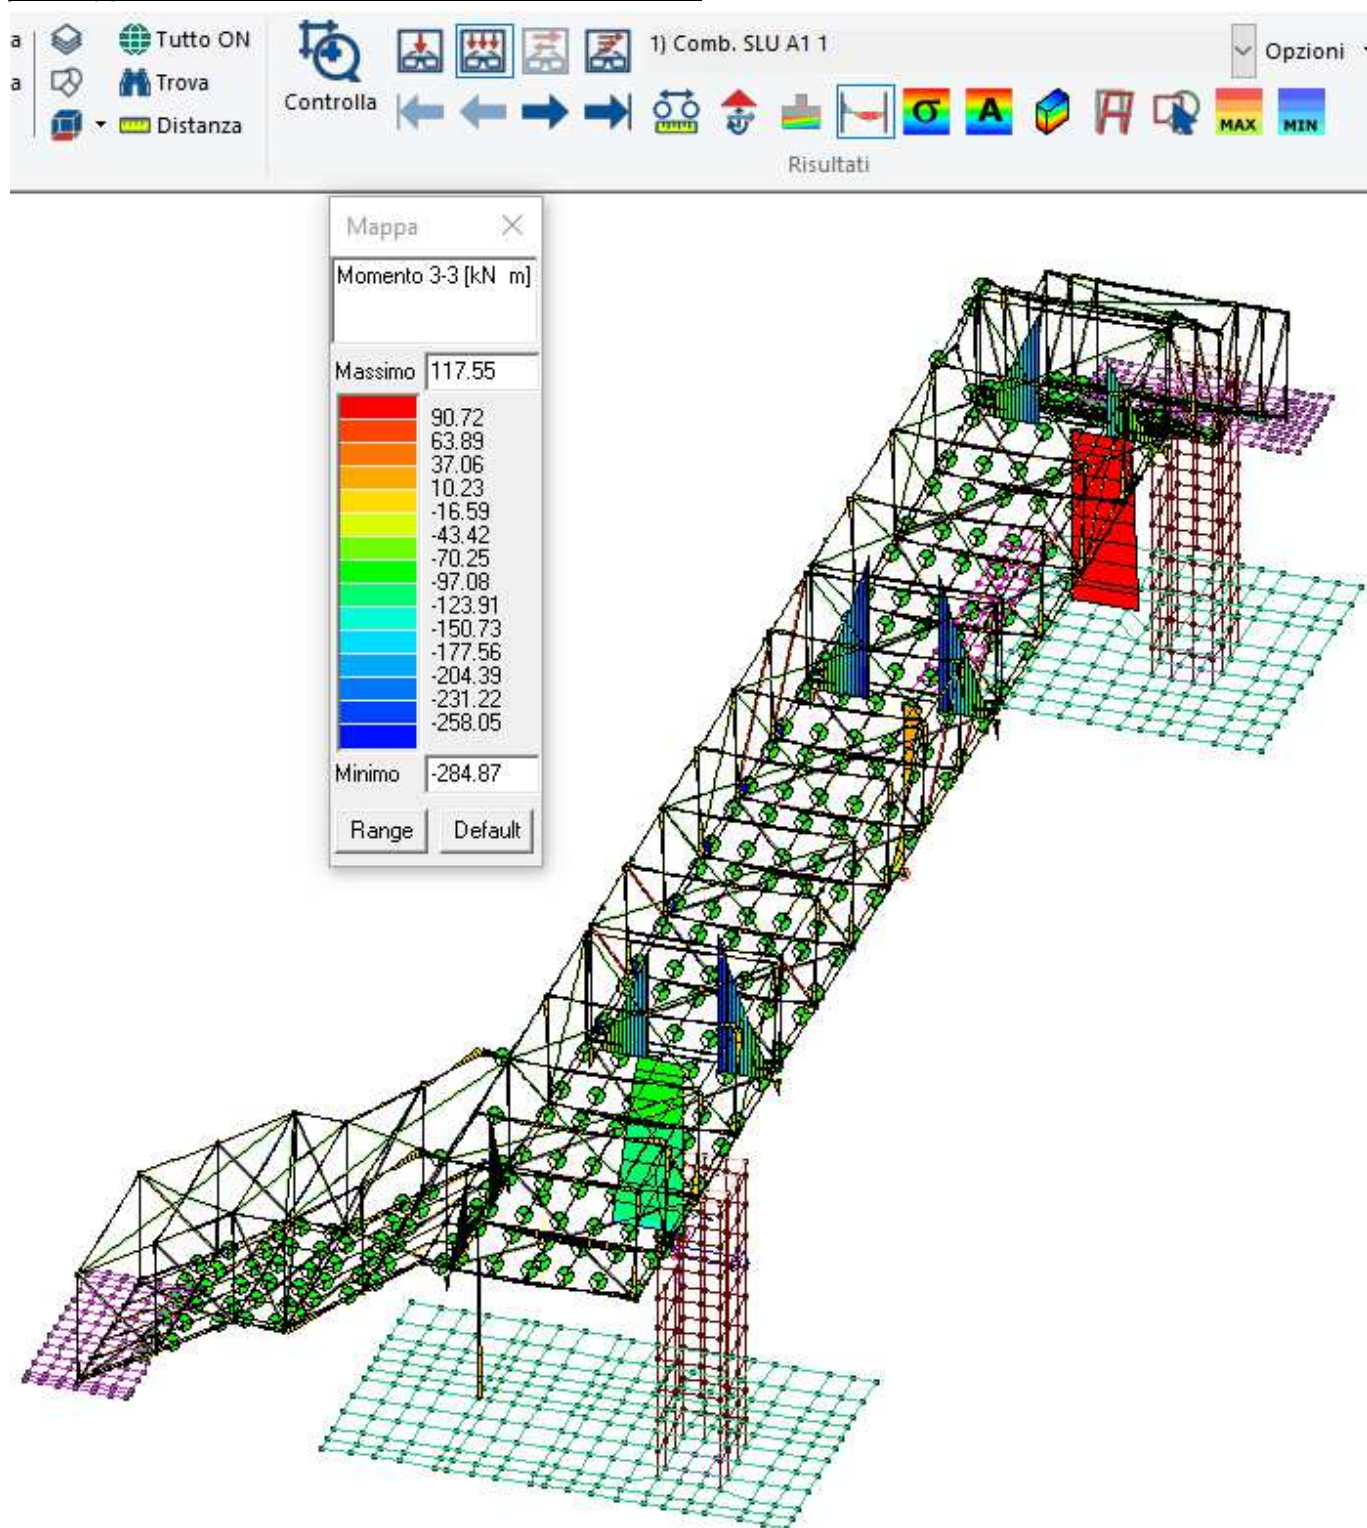 a
Tutto ON
1) Comb. SLU A1 1
Opzioni
a
Trova
Controlla
Distanza
σ
A
MAX
MIN
Risultati
Mappa
Momento 3-3 [kN m]
Massimo 117.55
90.72
63.89
37.06
10.23
-16.59
-43.42
-70.25
-97.08
-123.91
-150.73
-177.56
-204.39
-231.22
-258.05
Minimo -284.87
Range Default